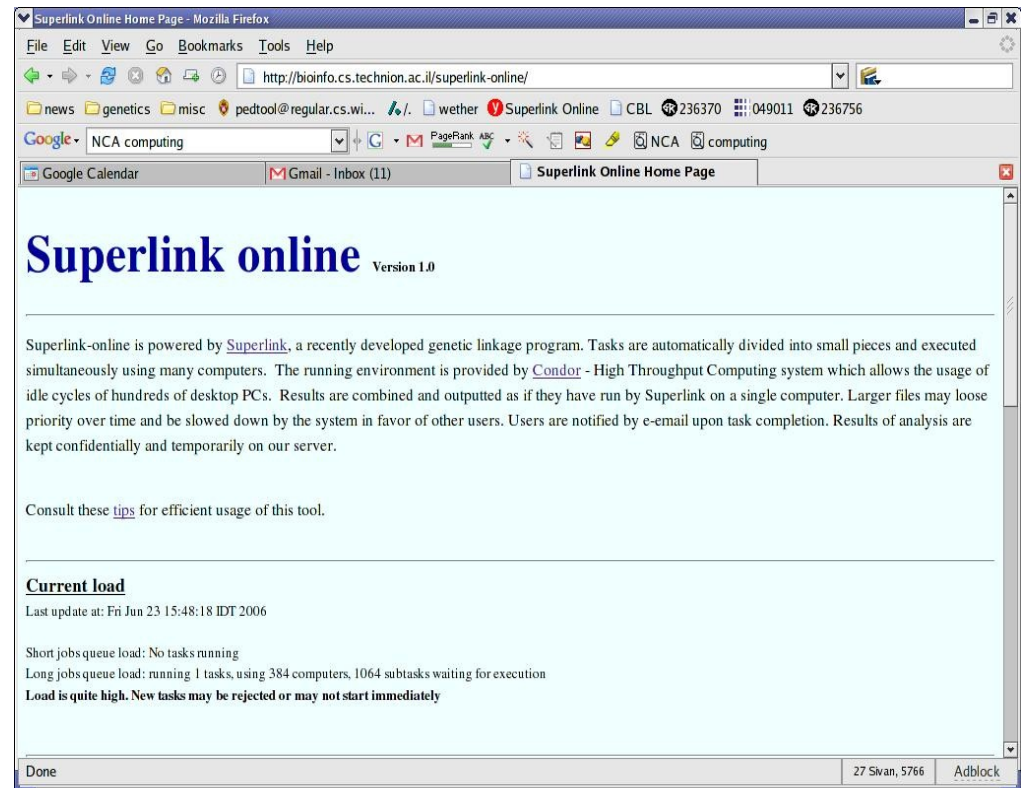 Superlink Online Home Page - Mozilla Firefox
File Edit View Go Bookmarks Tools Help
http://bioinfo.cs.technion.ac.il/superlink-online/
news genetics misc pedtool@regular.cs.wi... /. wether Superlink Online CBL 236370 049011 236756
Google NCA computing G PageRank ABC NCA computing
Google Calendar Gmail - Inbox (11) Superlink Online Home Page
Superlink online Version 1.0
Superlink-online is powered by Superlink, a recently developed genetic linkage program. Tasks are automatically divided into small pieces and executed
simultaneously using many computers. The running environment is provided by Condor - High Throughput Computing system which allows the usage of
idle cycles of hundreds of desktop PCs. Results are combined and outputted as if they have run by Superlink on a single computer. Larger files may loose
priority over time and be slowed down by the system in favor of other users. Users are notified by e-email upon task completion. Results of analysis are
kept confidentially and temporarily on our server.
Consult these tips for efficient usage of this tool.
Current load
Last update at: Fri Jun 23 15:48:18 IDT 2006
Short jobs queue load: No tasks running
Long jobs queue load: running 1 tasks, using 384 computers, 1064 subtasks waiting for execution
Load is quite high. New tasks may be rejected or may not start immediately
Done 27 Sivan, 5766 Adblock